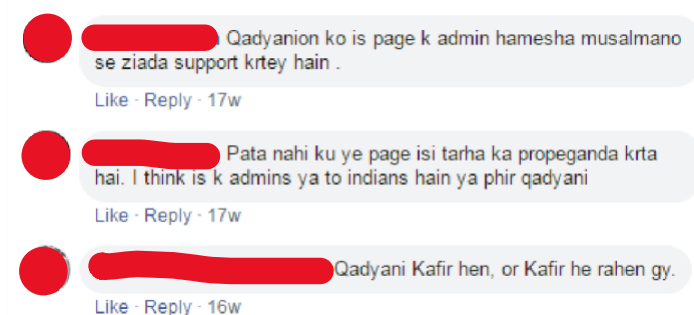 Qadyanion ko is page k admin hamesha musalmano
se ziada support krtey hain .
Like · Reply · 17w
Pata nahi ku ye page isi tarha ka propeganda krta
hai. I think is k admins ya to indians hain ya phir qadyani
Like · Reply · 17w
Qadyani Kafir hen, or Kafir he rahen gy.
Like · Reply · 16w